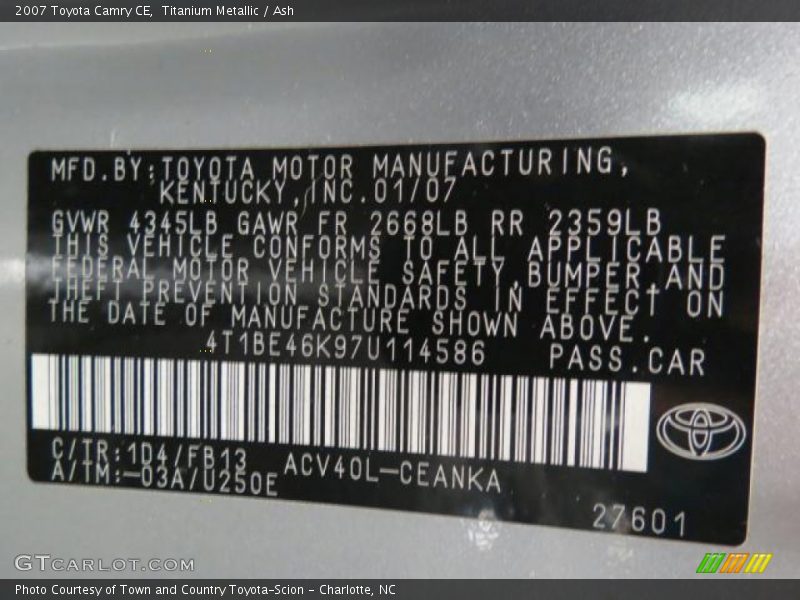 2007 Toyota Camry CE,  Titanium Metallic / Ash
MFD.BY:TOYOTA MOTOR MANUFACTURING,
KENTUCKY,INC.01/07
GVWR 4345LB GAWR FR 2668LB RR 2359LB
THIS VEHICLE CONFORMS TO ALL APPLICABLE
FEDERAL MOTOR VEHICLE SAFETY,BUMPER,AND
THEFT PREVENTION STANDARDS IN EFFECT ON
THE DATE OF MANUFACTURE SHOWN ABOVE.
4T1BE46K97U114586 PASS.CAR
C/TR:1D4/FB13 ACV40L-CEANKA
A/TM:-03A/U250E
27601
GTCARLOT.COM
Photo Courtesy of Town and Country Toyota-Scion - Charlotte, NC